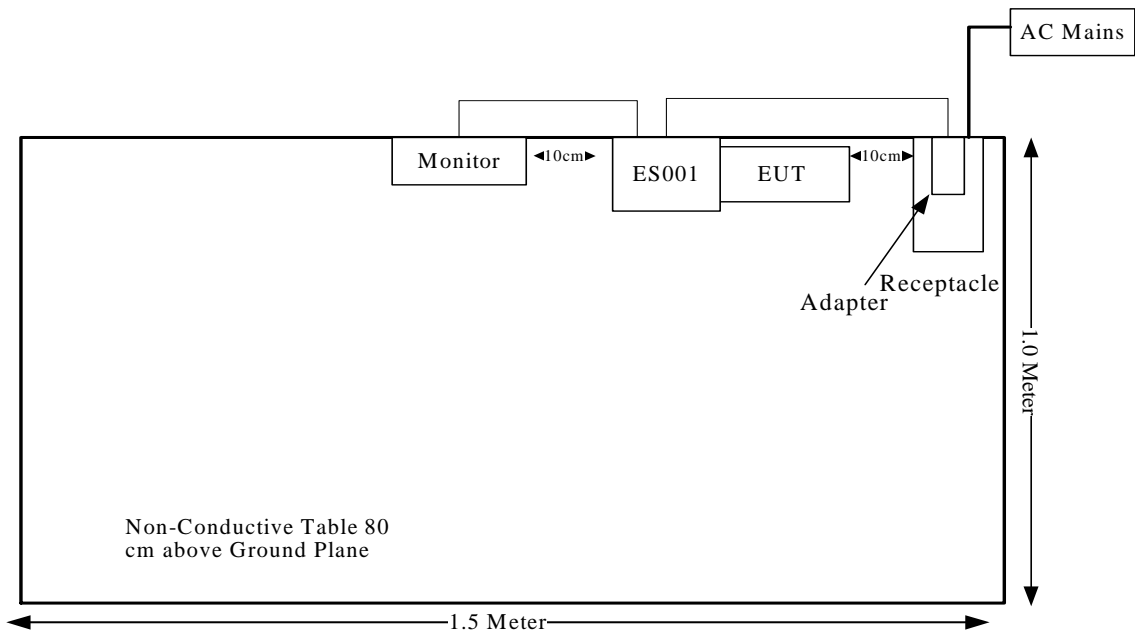 AC Mains
Monitor
10cm
ES001
EUT
10cm
Receptacle
Adapter
1.0 Meter
Non-Conductive Table 80
cm above Ground Plane
1.5 Meter